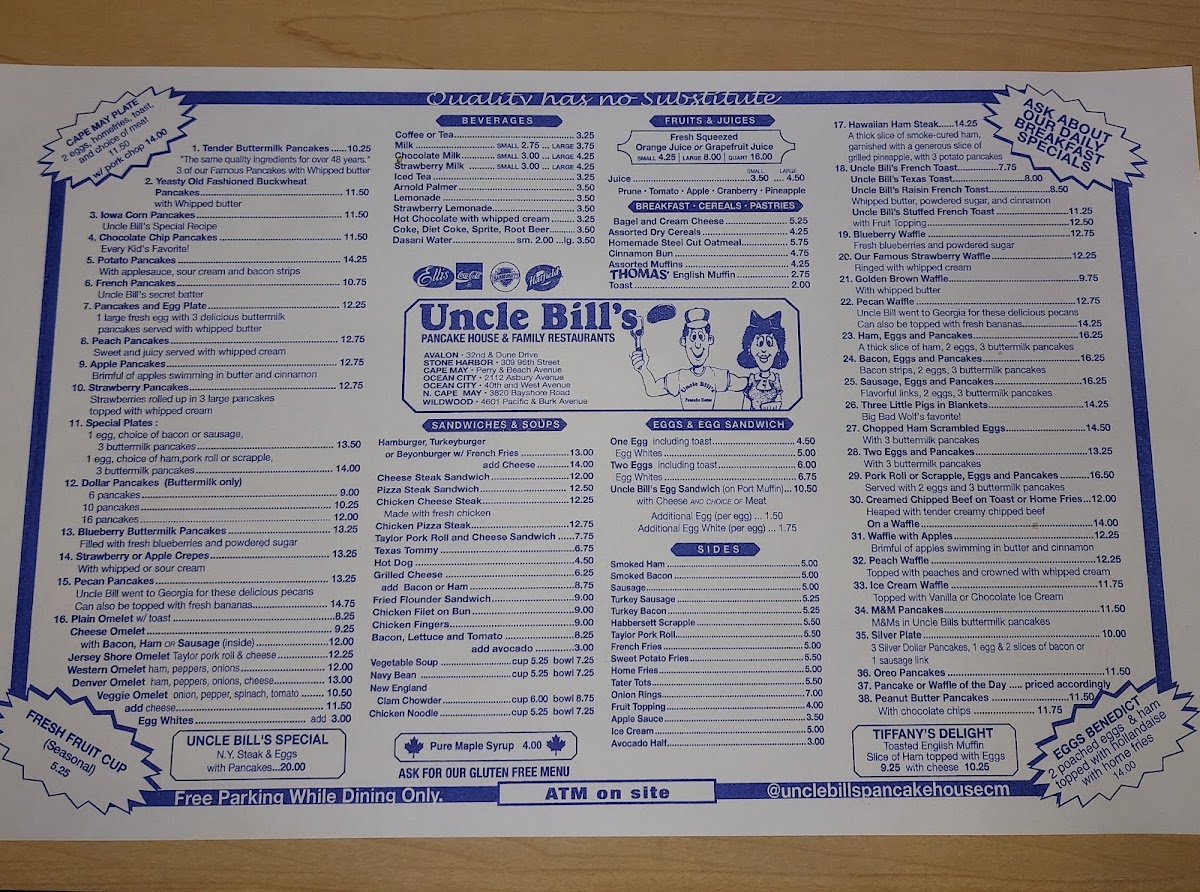 Quality has no Substitute
CAPE MAY PLATE
2 eggs, homefries, toast,
and choice of meat
11.50
w/ pork chop 14.00
1. Tender Buttermilk Pancakes.....10.25
"The same quality ingredients for over 48 years."
3 of our Famous Pancakes with Whipped butter
2. Yeasty Old Fashioned Buckwheat
Pancakes 11.50
with Whipped butter
3. Iowa Corn Pancakes 11.50
Uncle Bill's Special Recipe
4. Chocolate Chip Pancakes 11.50
Every Kid's Favorite!
5. Potato Pancakes 14.25
With applesauce, sour cream and bacon strips
6. French Pancakes 10.75
Uncle Bill's secret batter
7. Pancakes and Egg Plate 12.25
1 large fresh egg with 3 delicious buttermilk
pancakes served with whipped butter
8. Peach Pancakes 12.75
Sweet and juicy served with whipped cream
9. Apple Pancakes 12.75
Brimful of apples swimming in butter and cinnamon
10. Strawberry Pancakes 12.75
Strawberries rolled up in 3 large pancakes
topped with whipped cream
11. Special Plates :
1 egg, choice of bacon or sausage,
3 buttermilk pancakes 13.50
1 egg, choice of ham,pork roll or scrapple,
3 buttermilk pancakes 14.00
12. Dollar Pancakes (Buttermilk only)
6 pancakes 9.00
10 pancakes 10.25
16 pancakes 12.00
13. Blueberry Buttermilk Pancakes 13.25
Filled with fresh blueberries and powdered sugar
14. Strawberry or Apple Crepes 13.25
With whipped or sour cream
15. Pecan Pancakes 13.25
Uncle Bill went to Georgia for these delicious pecans
Can also be topped with fresh bananas 14.75
16. Plain Omelet w/ toast 8.25
Cheese Omelet 9.25
with Bacon, Ham OR Sausage (inside) 12.00
Jersey Shore Omelet Taylor pork roll & cheese 12.25
Western Omelet ham, peppers, onions 12.00
Denver Omelet ham, peppers, onions, cheese 13.00
Veggie Omelet onion, pepper, spinach, tomato 10.50
add cheese 11.50
Egg Whites add 3.00
FRESH FRUIT CUP
(Seasonal)
5.25
UNCLE BILL'S SPECIAL
N.Y. Steak & Eggs
with Pancakes...20.00
BEVERAGES
Coffee or Tea 3.25
Milk SMALL 2.75 ... LARGE 3.75
Chocolate Milk SMALL 3.00 ... LARGE 4.25
Strawberry Milk SMALL 3.00 ... LARGE 4.25
Iced Tea 3.25
Arnold Palmer 3.50
Lemonade 3.50
Strawberry Lemonade 3.50
Hot Chocolate with whipped cream 3.25
Coke, Diet Coke, Sprite, Root Beer 3.50
Dasani Water sm. 2.00 ...lg. 3.50
FRUITS & JUICES
Fresh Squeezed
Orange Juice or Grapefruit Juice
SMALL 4.25 | LARGE 8.00 | QUART 16.00
SMALL LARGE
Juice 3.50 .... 4.50
Prune • Tomato • Apple • Cranberry • Pineapple
BREAKFAST • CEREALS • PASTRIES
Bagel and Cream Cheese 5.25
Assorted Dry Cereals 4.25
Homemade Steel Cut Oatmeal 5.75
Cinnamon Bun 4.75
Assorted Muffins 4.25
THOMAS' English Muffin 2.75
Toast 2.00
Ellis
Coca-Cola
Hatfield
Uncle Bill's
PANCAKE HOUSE & FAMILY RESTAURANTS
AVALON • 32nd & Dune Drive
STONE HARBOR • 309 96th Street
CAPE MAY • Perry & Beach Avenue
OCEAN CITY • 2112 Asbury Avenue
OCEAN CITY • 40th and West Avenue
N. CAPE MAY • 3820 Bayshore Road
WILDWOOD • 4601 Pacific & Burk Avenue
Uncle Bill's
Pancake House
SANDWICHES & SOUPS
Hamburger, Turkeyburger
or Beyonburger w/ French Fries 13.00
add Cheese 14.00
Cheese Steak Sandwich 12.00
Pizza Steak Sandwich 12.50
Chicken Cheese Steak 12.25
Made with fresh chicken
Chicken Pizza Steak 12.75
Taylor Pork Roll and Cheese Sandwich 7.75
Texas Tommy 6.75
Hot Dog 4.50
Grilled Cheese 6.25
add Bacon or Ham 8.75
Fried Flounder Sandwich 9.00
Chicken Filet on Bun 9.00
Chicken Fingers 9.00
Bacon, Lettuce and Tomato 8.25
add avocado 3.00
Vegetable Soup cup 5.25 bowl 7.25
Navy Bean cup 5.25 bowl 7.25
New England
Clam Chowder cup 6.00 bowl 8.75
Chicken Noodle cup 5.25 bowl 7.25
Pure Maple Syrup 4.00
ASK FOR OUR GLUTEN FREE MENU
EGGS & EGG SANDWICH
One Egg including toast 4.50
Egg Whites 5.00
Two Eggs including toast 6.00
Egg Whites 6.75
Uncle Bill's Egg Sandwich (on Port Muffin)...10.50
with Cheese AND CHOICE OF Meat
Additional Egg (per egg) ... 1.50
Additional Egg White (per egg) ... 1.75
SIDES
Smoked Ham 5.00
Smoked Bacon 5.00
Sausage 5.00
Turkey Sausage 5.25
Turkey Bacon 5.25
Habbersett Scrapple 5.50
Taylor Pork Roll 5.50
French Fries 5.50
Sweet Potato Fries 5.50
Home Fries 5.00
Tater Tots 5.50
Onion Rings 7.00
Fruit Topping 4.00
Apple Sauce 3.50
Ice Cream 5.00
Avocado Half 3.00
ASK ABOUT
OUR DAILY
BREAKFAST
SPECIALS
17. Hawaiian Ham Steak 14.25
A thick slice of smoke-cured ham,
garnished with a generous slice of
grilled pineapple, with 3 potato pancakes
18. Uncle Bill's French Toast 7.75
Uncle Bill's Texas Toast 8.00
Uncle Bill's Raisin French Toast 8.50
Whipped butter, powdered sugar, and cinnamon
Uncle Bill's Stuffed French Toast 11.25
with Fruit Topping 12.50
19. Blueberry Waffle 12.75
Fresh blueberries and powdered sugar
20. Our Famous Strawberry Waffle 12.25
Ringed with whipped cream
21. Golden Brown Waffle 9.75
With whipped butter
22. Pecan Waffle 12.75
Uncle Bill went to Georgia for these delicious pecans
Can also be topped with fresh bananas 14.25
23. Ham, Eggs and Pancakes 16.25
A thick slice of ham, 2 eggs, 3 buttermilk pancakes
24. Bacon, Eggs and Pancakes 16.25
Bacon strips, 2 eggs, 3 buttermilk pancakes
25. Sausage, Eggs and Pancakes 16.25
Flavorful links, 2 eggs, 3 buttermilk pancakes
26. Three Little Pigs in Blankets 14.25
Big Bad Wolf's favorite!
27. Chopped Ham Scrambled Eggs 14.50
With 3 buttermilk pancakes
28. Two Eggs and Pancakes 13.25
With 3 buttermilk pancakes
29. Pork Roll or Scrapple, Eggs and Pancakes 16.50
Served with 2 eggs and 3 buttermilk pancakes
30. Creamed Chipped Beef on Toast or Home Fries...12.00
Heaped with tender creamy chipped beef
On a Waffle 14.00
31. Waffle with Apples 12.25
Brimful of apples swimming in butter and cinnamon
32. Peach Waffle 12.25
Topped with peaches and crowned with whipped cream
33. Ice Cream Waffle 11.75
Topped with Vanilla or Chocolate Ice Cream
34. M&M Pancakes 11.50
M&Ms in Uncle Bills buttermilk pancakes
35. Silver Plate 10.00
3 Silver Dollar Pancakes, 1 egg & 2 slices of bacon or
1 sausage link
36. Oreo Pancakes 11.50
37. Pancake or Waffle of the Day ..... priced accordingly
38. Peanut Butter Pancakes 11.50
With chocolate chips 11.75
TIFFANY'S DELIGHT
Toasted English Muffin
Slice of Ham topped with Eggs
9.25 with cheese 10.25
EGGS BENEDICT
2 poached eggs & ham
topped with hollandaise
with home fries
14.00
Free Parking While Dining Only.
ATM on site
@unclebillspancakehousecm